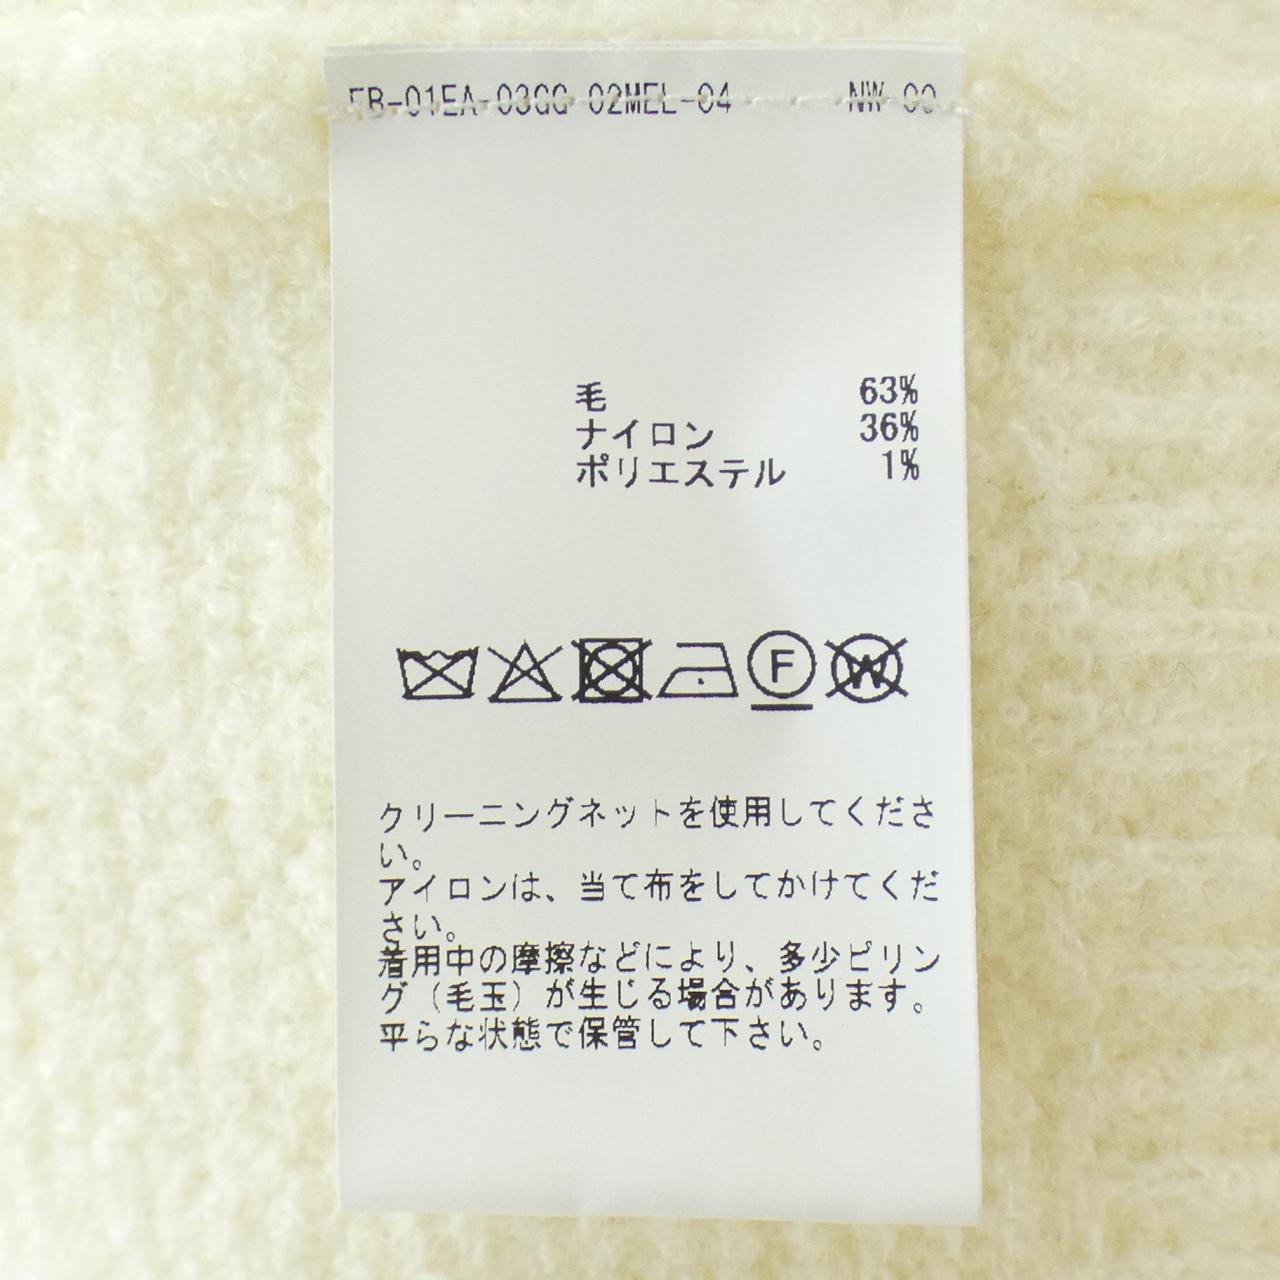 FB-01EA-03GG 02MEL-04 NW 00
毛 63%
ナイロン 36%
ポリエステル 1%
F W
クリーニングネットを使用してくださ
い。
アイロンは、当て布をしてかけてくだ
さい。
着用中の摩擦などにより、多少ピリン
グ（毛玉）が生じる場合があります。
平らな状態で保管して下さい。